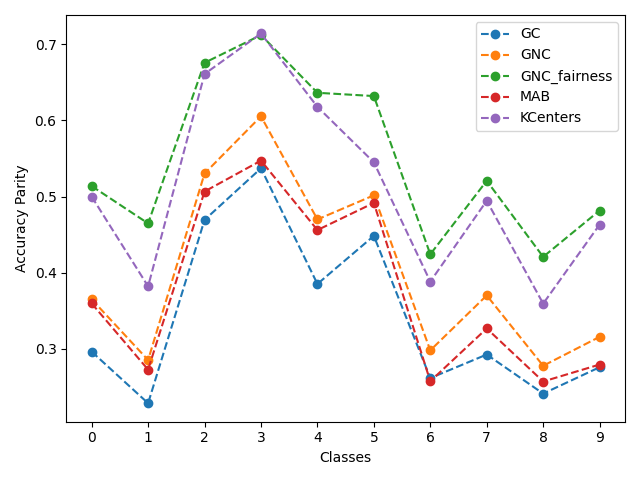 GC
GNC
GNC_fairness
MAB
KCenters
0.7
0.6
0.5
0.4
0.3
Accuracy Parity
0 1 2 3 4 5 6 7 8 9
Classes